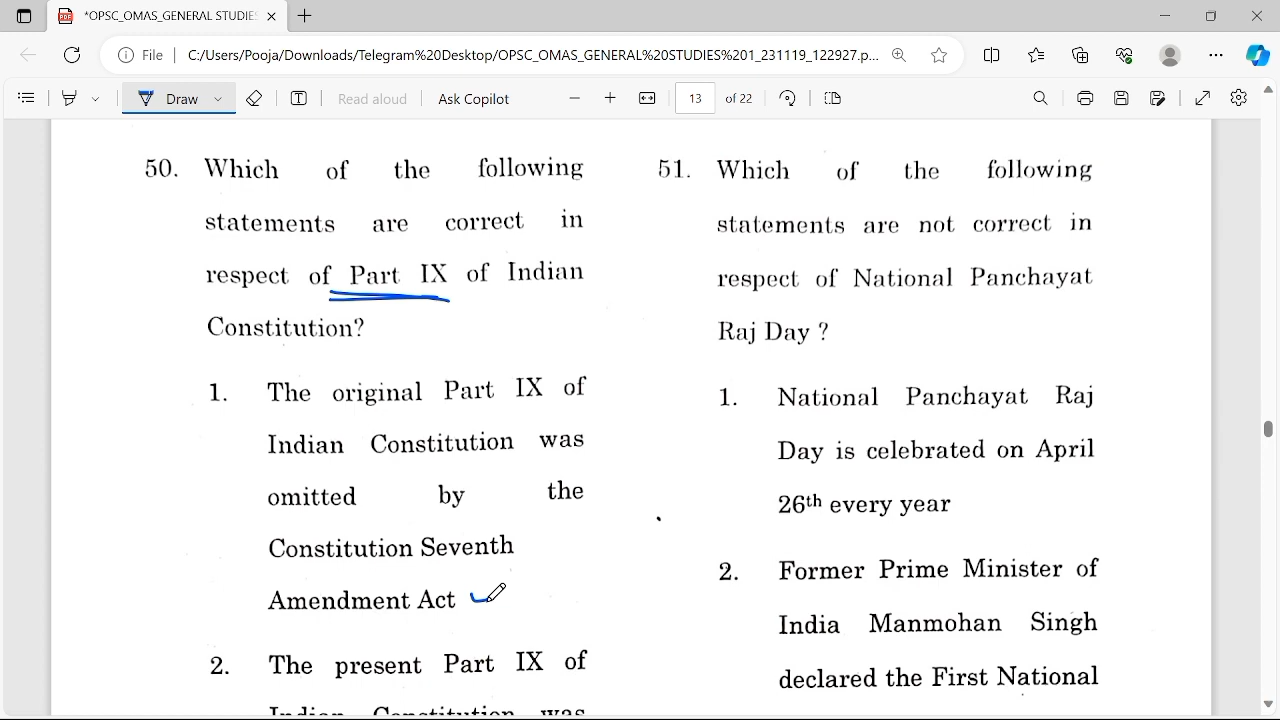 *OPSC_OMAS_GENERAL STUDIES
File
C:/Users/Pooja/Downloads/Telegram%20Desktop/OPSC_OMAS_GENERAL%20STUDIES%201_231119_122927.p...
Draw
Read aloud
Ask Copilot
13
of 22
50. Which of the following
statements are correct in
respect of Part IX of Indian
Constitution?
1. The original Part IX of
Indian Constitution was
omitted by the
Constitution Seventh
Amendment Act
2. The present Part IX of
Indian Constitution was
51. Which of the following
statements are not correct in
respect of National Panchayat
Raj Day ?
1. National Panchayat Raj
Day is celebrated on April
26th every year
2. Former Prime Minister of
India Manmohan Singh
declared the First National